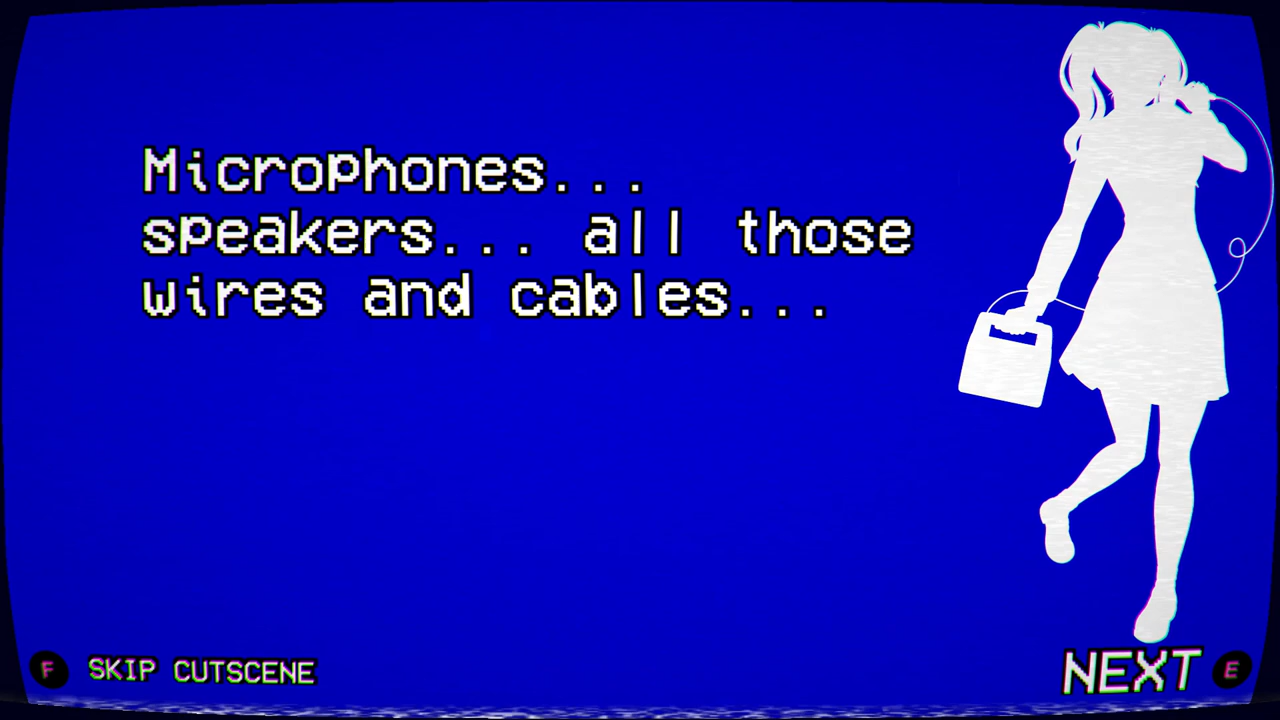 Microphones...
speakers... all those
wires and cables...
F SKIP CUTSCENE
NEXT E